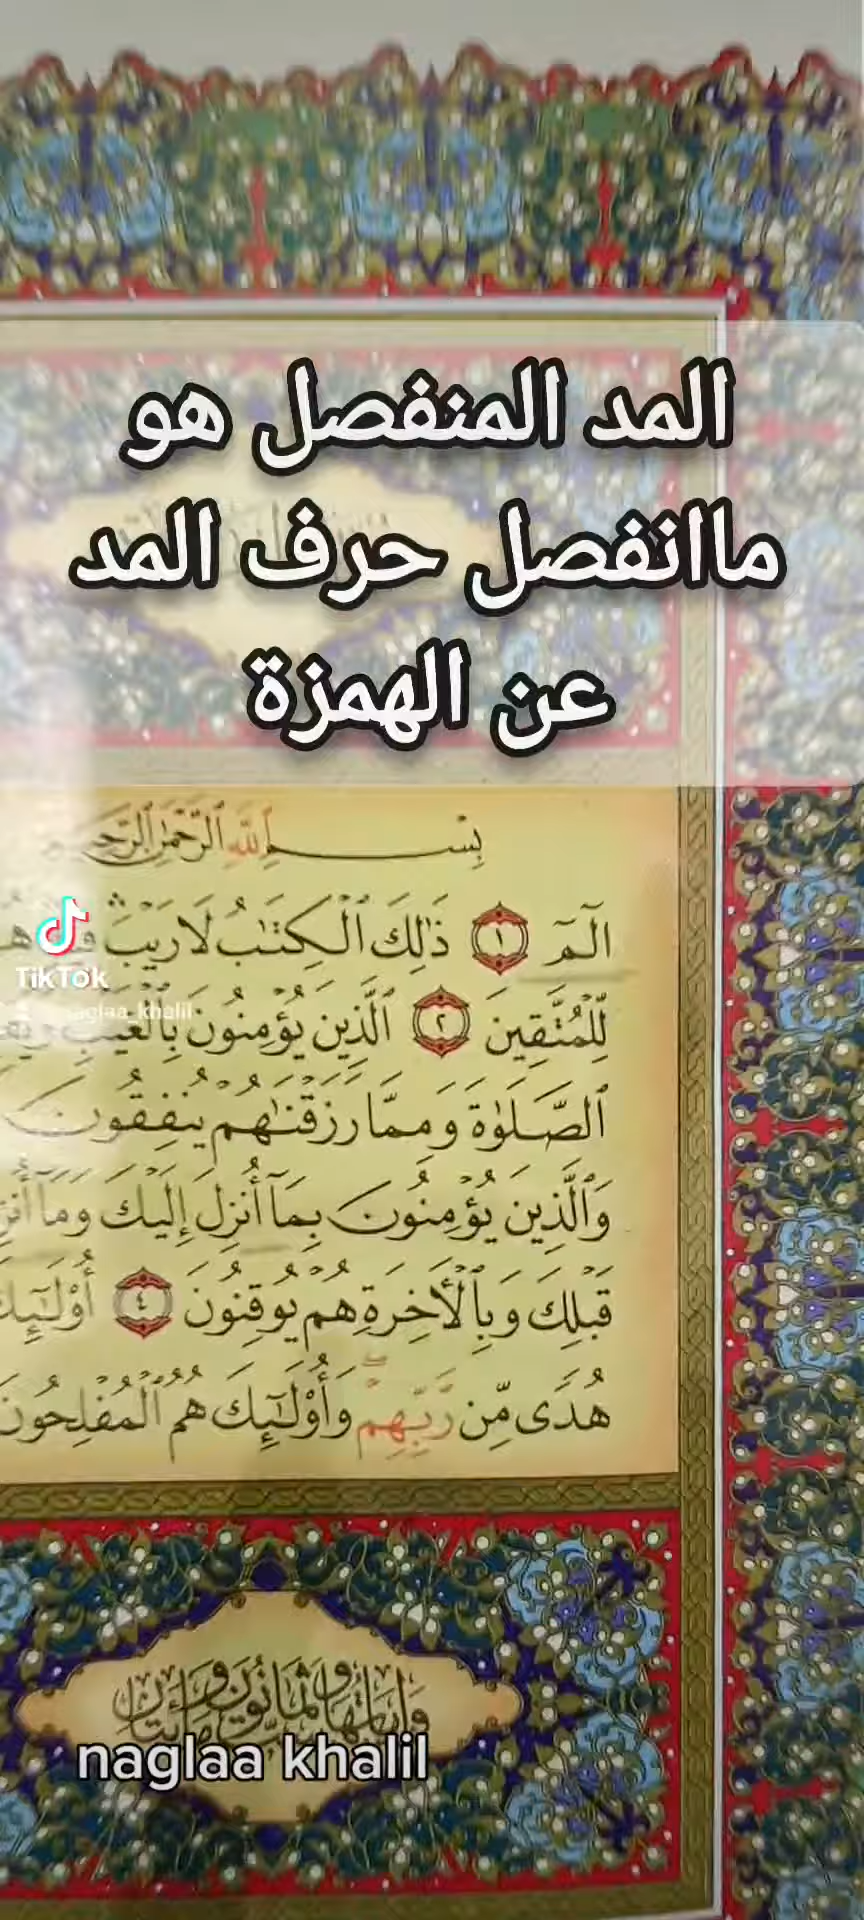 المد المنفصل هو
ماانفصل حرف المد
عن الهمزة
بِسْمِ ٱللَّهِ ٱلرَّحْمَٰنِ
الٓمٓ ١ ذَٰلِكَ ٱلْكِتَٰبُ لَا رَيْبَ
TikTok
لِّلْمُتَّقِينَ ٢ ٱلَّذِينَ يُؤْمِنُونَ بِٱلْغَيْبِ
naglaa_khalil
ٱلصَّلَوٰةَ وَمِمَّا رَزَقْنَٰهُمْ يُنفِقُونَ
وَٱلَّذِينَ يُؤْمِنُونَ بِمَآ أُنزِلَ إِلَيْكَ وَمَآ
قَبْلِكَ وَبِٱلْأَخِرَةِ هُمْ يُوقِنُونَ ٤
هُدًى مِّن رَّبِّهِمْ وَأُو۟لَٰٓئِكَ هُمُ ٱلْمُفْلِحُونَ
naglaa khalil